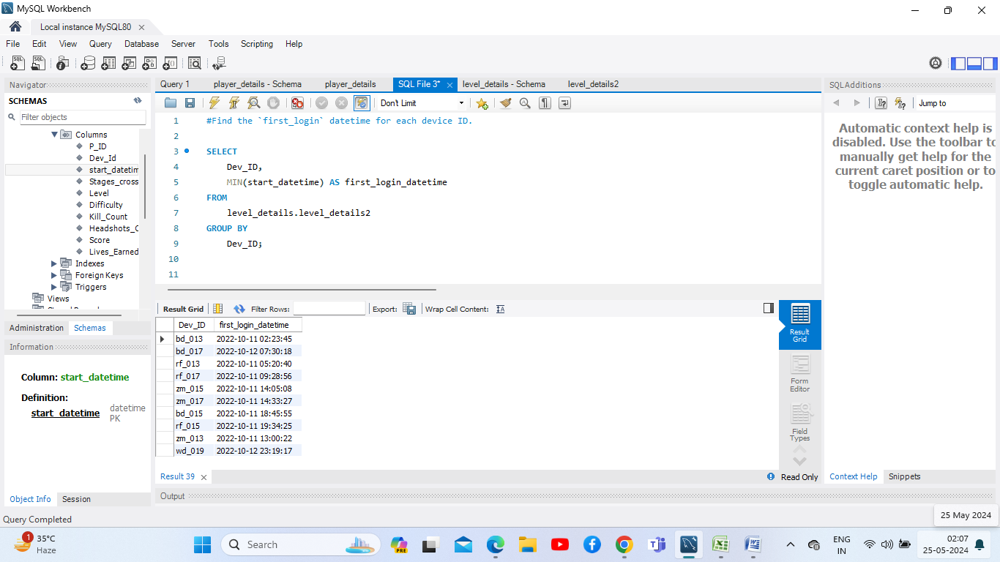 MySQL Workbench
Local instance MySQL80
File Edit View Query Database Server Tools Scripting Help
Navigator
SCHEMAS
Filter objects
Columns
P_ID
Dev_Id
start_datetim
Stages_cross
Level
Difficulty
Kill_Count
Headshots_C
Score
Lives_Earned
Indexes
Foreign Keys
Triggers
Views
Administration Schemas
Information
Column: start_datetime
Definition:
start_datetime datetime
PK
Object Info Session
Query 1 player_details - Schema player_details SQL File 3* level_details - Schema level_details2
Don't Limit
1 #Find the `first_login` datetime for each device ID.
2
3 SELECT
4 Dev_ID,
5 MIN(start_datetime) AS first_login_datetime
6 FROM
7 level_details.level_details2
8 GROUP BY
9 Dev_ID;
10
11
Result Grid Filter Rows: Export: Wrap Cell Content:
Dev_ID first_login_datetime
bd_013 2022-10-11 02:23:45
bd_017 2022-10-12 07:30:18
rf_013 2022-10-11 05:20:40
rf_017 2022-10-11 09:28:56
zm_015 2022-10-11 14:05:08
zm_017 2022-10-11 14:33:27
bd_015 2022-10-11 18:45:55
rf_015 2022-10-11 19:34:25
zm_013 2022-10-11 13:00:22
wd_019 2022-10-12 23:19:17
Result Grid
Form Editor
Field Types
Result 39
Read Only
Output
SQLAdditions
Jump to
Automatic context help is
disabled. Use the toolbar to
manually get help for the
current caret position or to
toggle automatic help.
Context Help Snippets
Query Completed
25 May 2024
1
35°C
Haze
Search
PRE
ENG
IN
02:07
25-05-2024